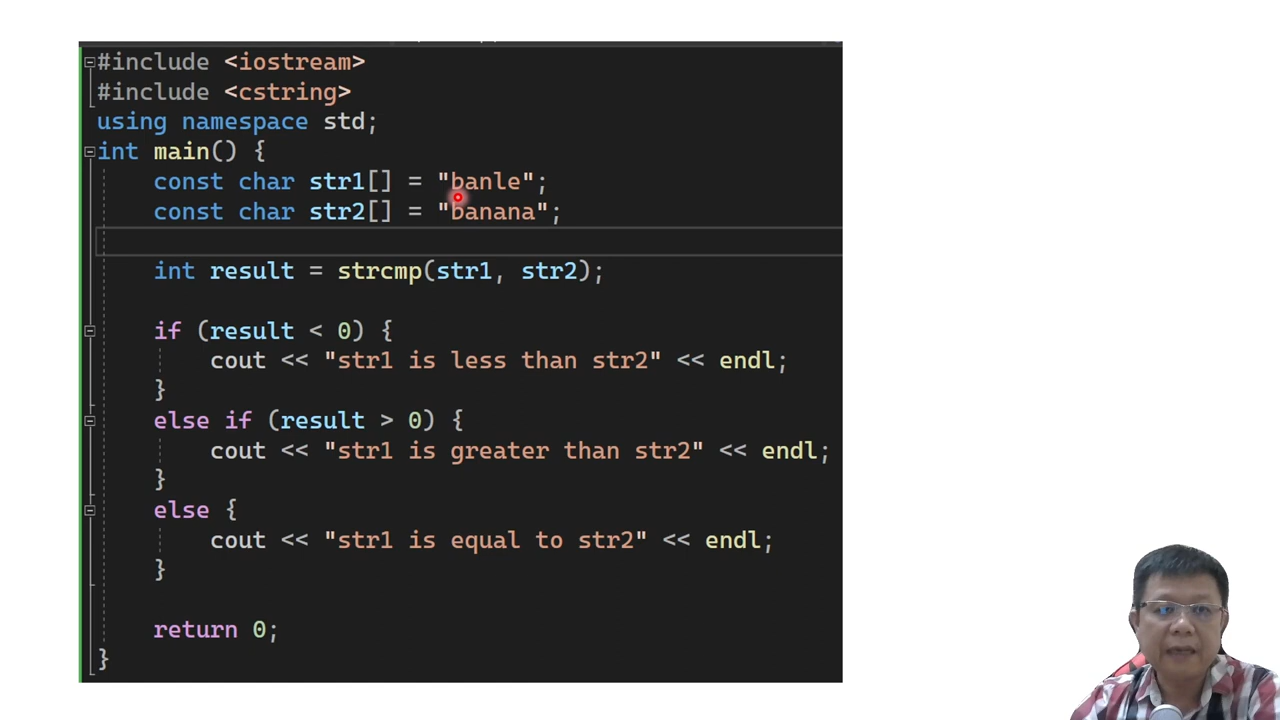 #include <iostream>
#include <cstring>
using namespace std;
int main() {
const char str1[] = "banle";
const char str2[] = "banana";
int result = strcmp(str1, str2);
if (result < 0) {
cout << "str1 is less than str2" << endl;
}
else if (result > 0) {
cout << "str1 is greater than str2" << endl;
}
else {
cout << "str1 is equal to str2" << endl;
}
return 0;
}